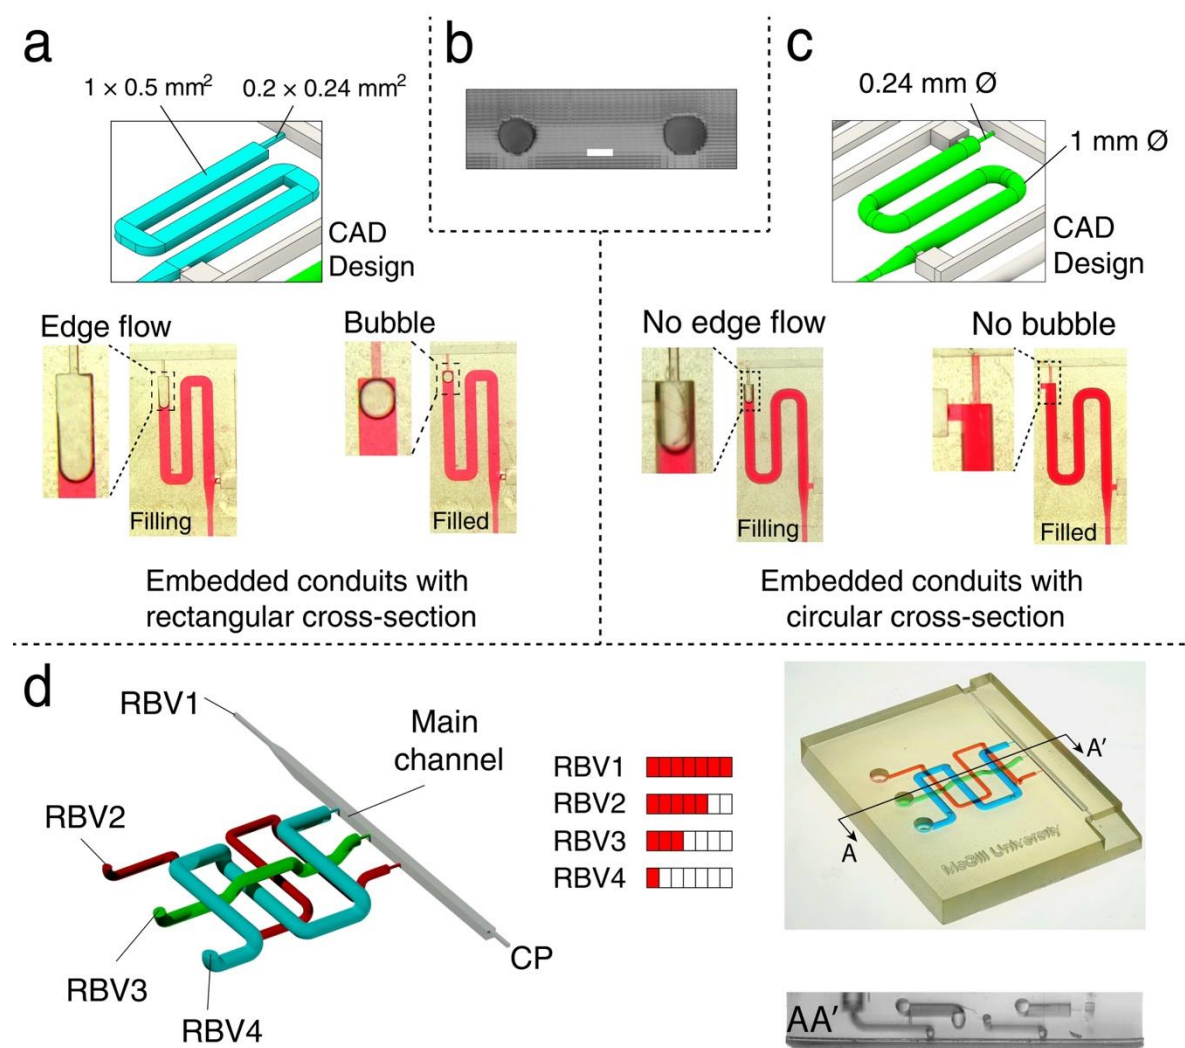 a
1 × 0.5 mm²
0.2 × 0.24 mm²
CAD
Design
Edge flow
Bubble
Filling
Filled
Embedded conduits with
rectangular cross-section
b
c
0.24 mm Ø
1 mm Ø
CAD
Design
No edge flow
No bubble
Filling
Filled
Embedded conduits with
circular cross-section
d
RBV1
Main
channel
RBV2
RBV3
RBV4
CP
RBV1
RBV2
RBV3
RBV4
A'
A
McGill University
AA'